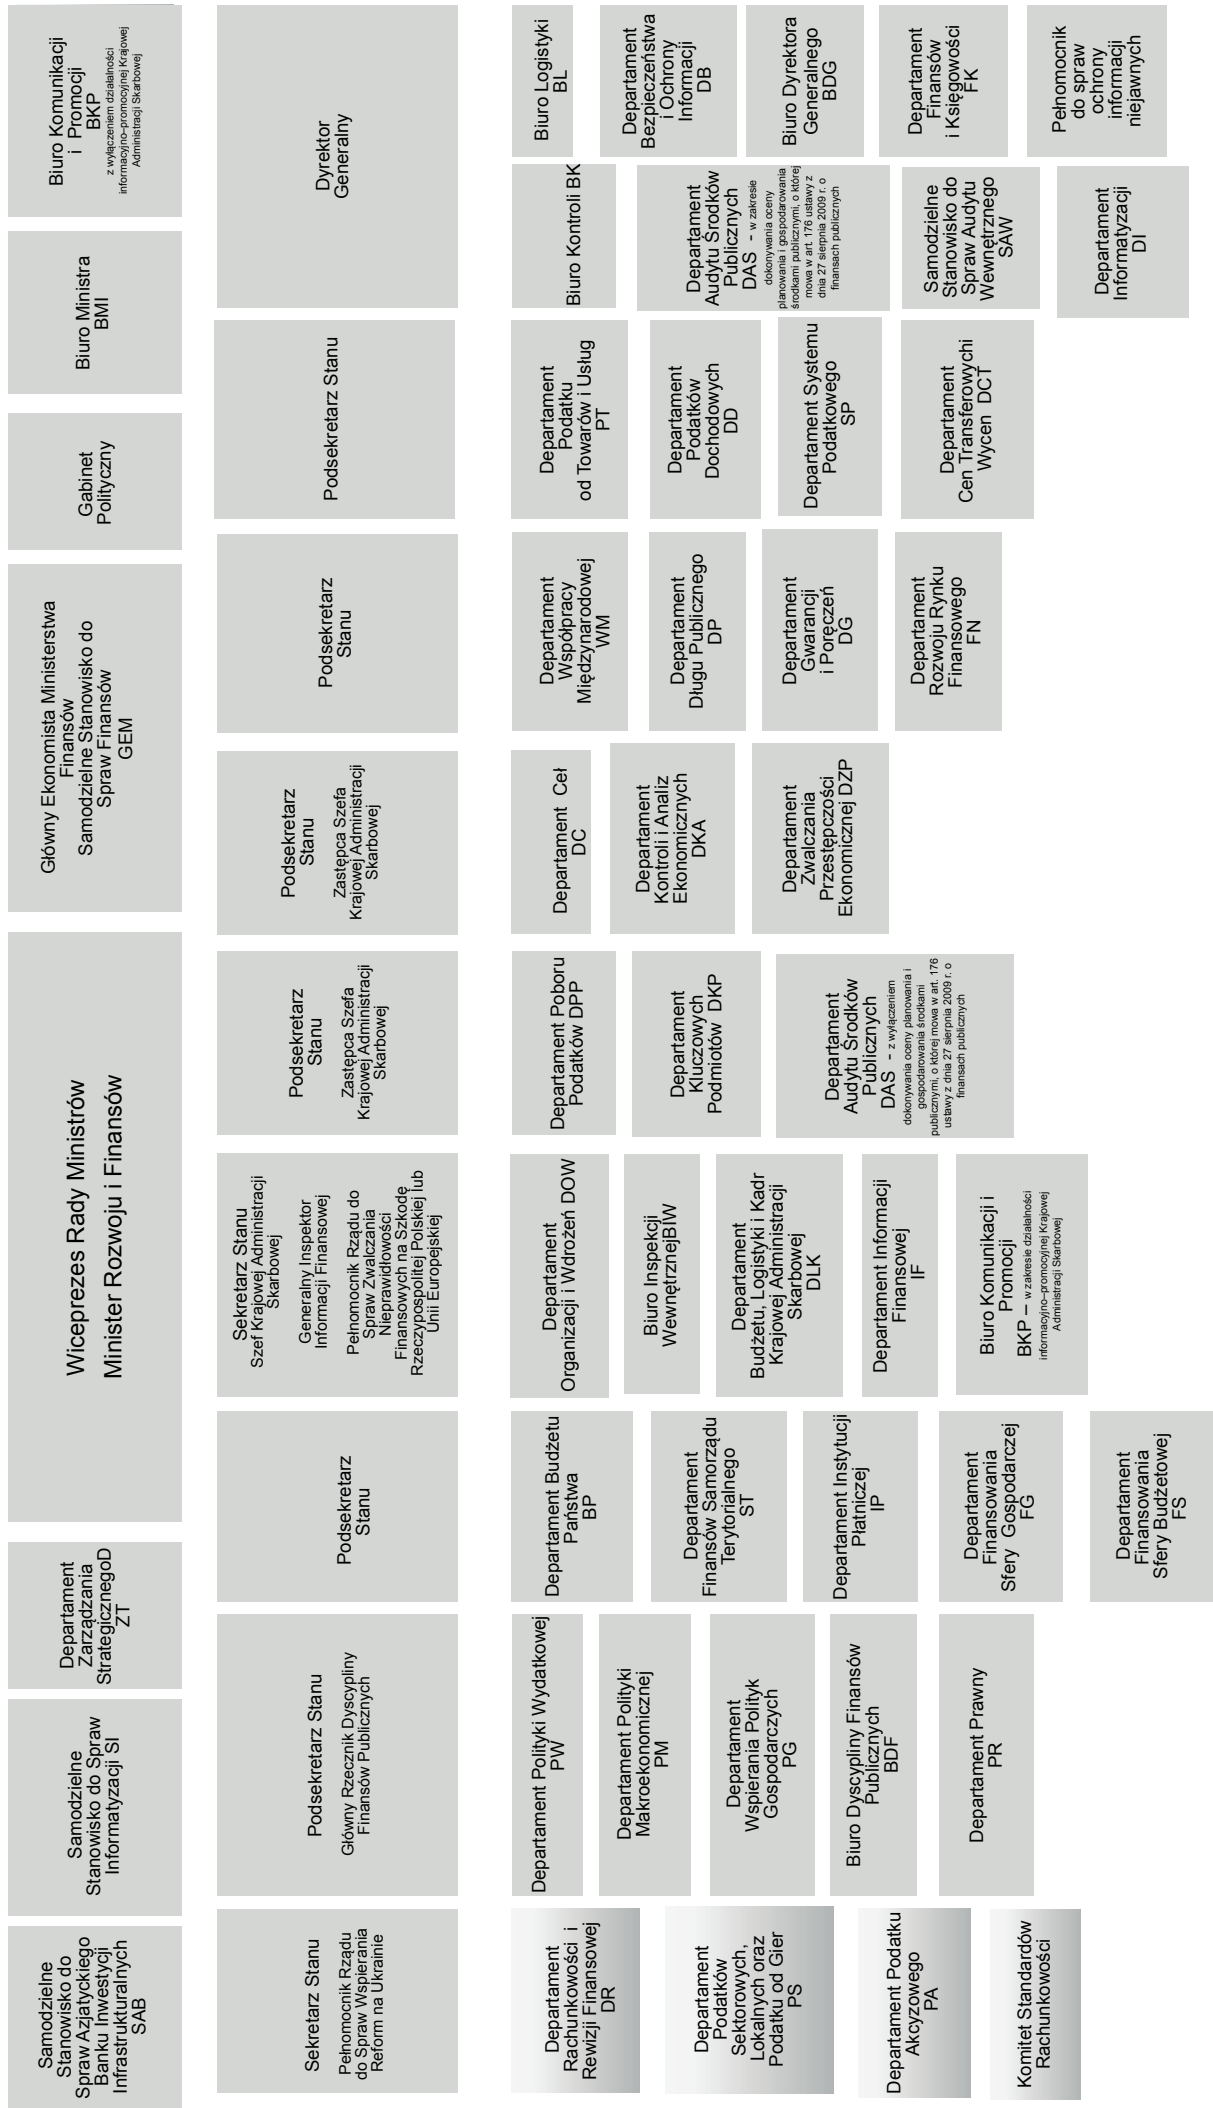 Samodzielne
Stanowisko do
Spraw Azjatyckiego
Banku Inwestycji
Infrastrukturalnych
SAB
Samodzielne
Stanowisko do Spraw
Informatyzacji SI
Departament
Zarządzania
StrategicznegoD
ZT
Wiceprezes Rady Ministrów
Minister Rozwoju i Finansów
Główny Ekonomista Ministerstwa
Finansów
Samodzielne Stanowisko do
Spraw Finansów
GEM
Gabinet
Polityczny
Biuro Ministra
BMI
Biuro Komunikacji
i Promocji
BKP
z wyłączeniem działalności
informacyjno–promocyjnej Krajowej
Administracji Skarbowej
Sekretarz Stanu
Pełnomocnik Rządu
do Spraw Wspierania
Reform na Ukrainie
Podsekretarz Stanu
Główny Rzecznik Dyscypliny
Finansów Publicznych
Podsekretarz
Stanu
Sekretarz Stanu
Szef Krajowej Administracji
Skarbowej
Generalny Inspektor
Informacji Finansowej
Pełnomocnik Rządu do
Spraw Zwalczania
Nieprawidłowości
Finansowych na Szkodę
Rzeczypospolitej Polskiej lub
Unii Europejskiej
Podsekretarz
Stanu
Zastępca Szefa
Krajowej Administracji
Skarbowej
Podsekretarz
Stanu
Zastępca Szefa
Krajowej Administracji
Skarbowej
Podsekretarz
Stanu
Podsekretarz Stanu
Dyrektor
Generalny
Departament
Rachunkowości i
Rewizji Finansowej
DR
Departament
Podatków
Sektorowych,
Lokalnych oraz
Podatku od Gier
PS
Departament Podatku
Akcyzowego
PA
Komitet Standardów
Rachunkowości
Departament Polityki Wydatkowej
PW
Departament Polityki
Makroekonomicznej
PM
Departament
Wspierania Polityk
Gospodarczych
PG
Biuro Dyscypliny Finansów
Publicznych
BDF
Departament Prawny
PR
Departament Budżetu
Państwa
BP
Departament
Finansów Samorządu
Terytorialnego
ST
Departament Instytucji
Płatniczej
IP
Departament
Finansowania
Sfery Gospodarczej
FG
Departament
Finansowania
Sfery Budżetowej
FS
Departament
Organizacji i Wdrożeń DOW
Biuro Inspekcji
WewnętrznejBIW
Departament
Budżetu, Logistyki i Kadr
Krajowej Administracji
Skarbowej
DLK
Departament Informacji
Finansowej
IF
Biuro Komunikacji i
Promocji
BKP – w zakresie działalności
informacyjno–promocyjnej Krajowej
Administracji Skarbowej
Departament Poboru
Podatków DPP
Departament
Kluczowych
Podmiotów DKP
Departament
Audytu Środków
Publicznych
DAS - z wyłączeniem
dokonywania oceny planowania i
gospodarowania środkami
publicznymi, o której mowa w art. 176
ustawy z dnia 27 sierpnia 2009 r. o
finansach publicznych
Departament Ceł
DC
Departament
Kontroli i Analiz
Ekonomicznych
DKA
Departament
Zwalczania
Przestępczości
Ekonomicznej DZP
Departament
Współpracy
Międzynarodowej
WM
Departament
Długu Publicznego
DP
Departament
Gwarancji
i Poręczeń
DG
Departament
Rozwoju Rynku
Finansowego
FN
Departament
Podatku
od Towarów i Usług
PT
Departament
Podatków
Dochodowych
DD
Departament Systemu
Podatkowego
SP
Departament
Cen Transferowychi
Wycen DCT
Biuro Kontroli BK
Departament
Audytu Środków
Publicznych
DAS - w zakresie
dokonywania oceny
planowania i gospodarowania
środkami publicznymi, o której
mowa w art. 176 ustawy z
dnia 27 sierpnia 2009 r. o
finansach publicznych
Samodzielne
Stanowisko do
Spraw Audytu
Wewnętrznego
SAW
Departament
Informatyzacji
DI
Biuro Logistyki
BL
Departament
Bezpieczeństwa
i Ochrony
Informacji
DB
Biuro Dyrektora
Generalnego
BDG
Departament
Finansów
i Księgowości
FK
Pełnomocnik
do spraw
ochrony
informacji
niejawnych